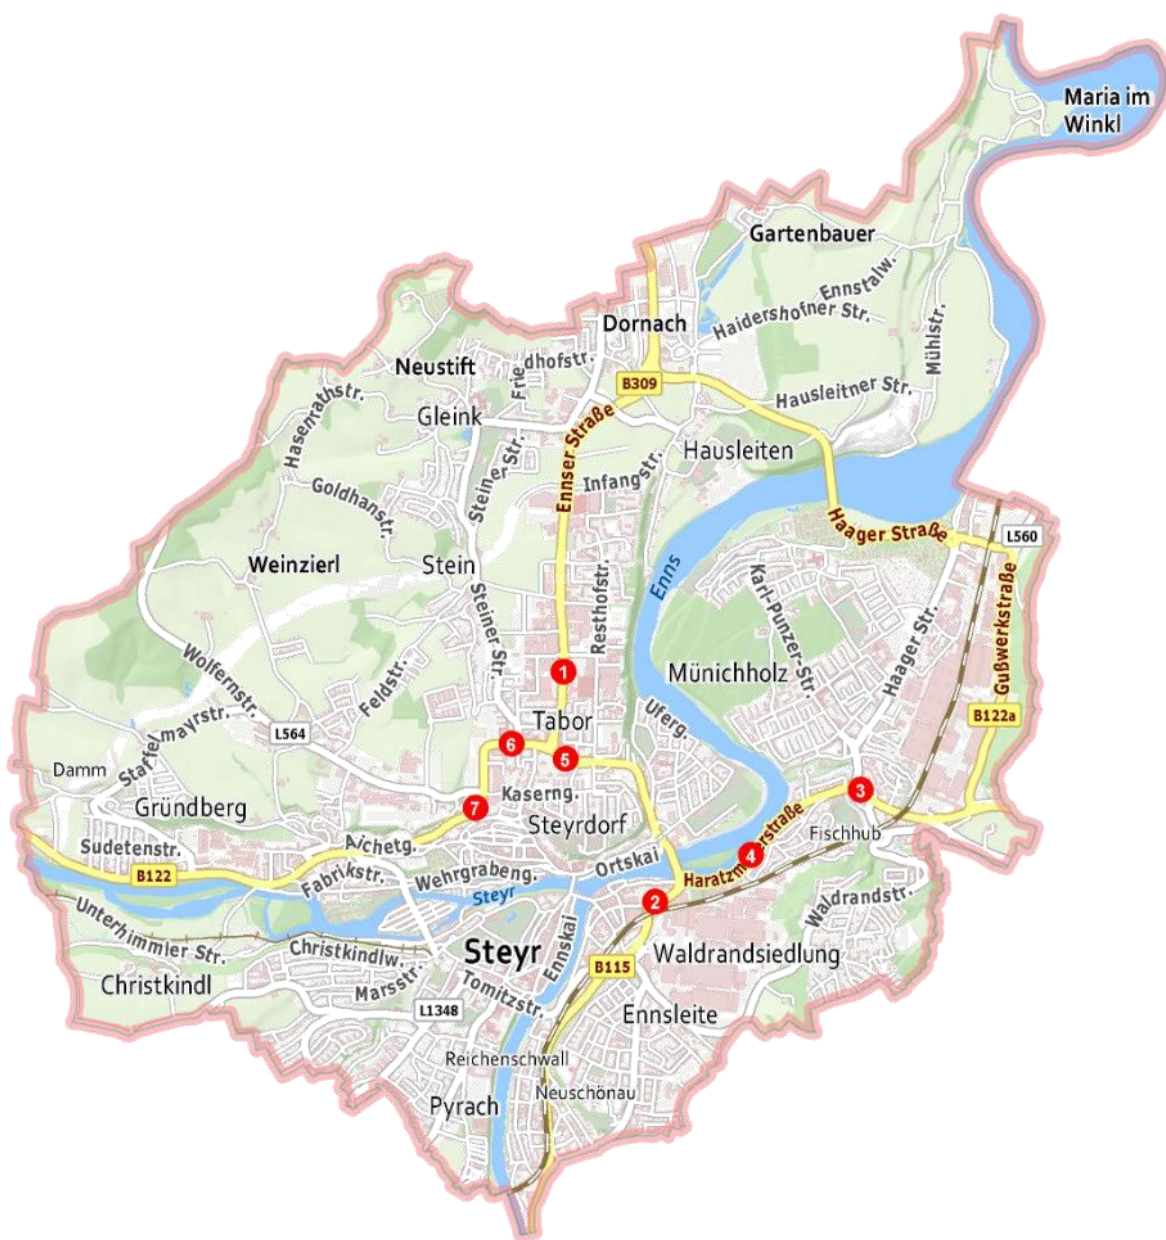 Maria im
Winkl
Gartenbauer
Ennstalw.
Haidershofner Str.
Dornach
Mühlstr.
Neustift
Friedhofstr.
B309
Hausleitner Str.
Hasenrathstr.
Gleink
Ennser Straße
Hausleiten
Steiner Str.
Infangstr.
Goldhanstr.
Haager Straße
L560
Weinzierl
Stein
Enns
Karl-Punzer-Str.
Steiner Str.
Resthofstr.
Gußwerkstraße
Haager Str.
Wolfernstr.
Feldstr.
1
Münichholz
Staffelmayrstr.
L564
Tabor
Uferg.
B122a
6
5
Damm
Gründberg
7
Kaserng.
3
Steyrdorf
Fischhub
Sudetenstr.
Aichetg.
Ortskai
4
Haratzmüllerstraße
B122
Fabrikstr.
Wehrgrabeng.
Steyr
2
Waldrandstr.
Unterhimmler Str.
Christkindlw.
Steyr
Ennskai
Waldrandsiedlung
B115
Christkindl
Marsstr.
Tomitzstr.
L1348
Ennsleite
Reichenschwall
Neuschönau
Pyrach